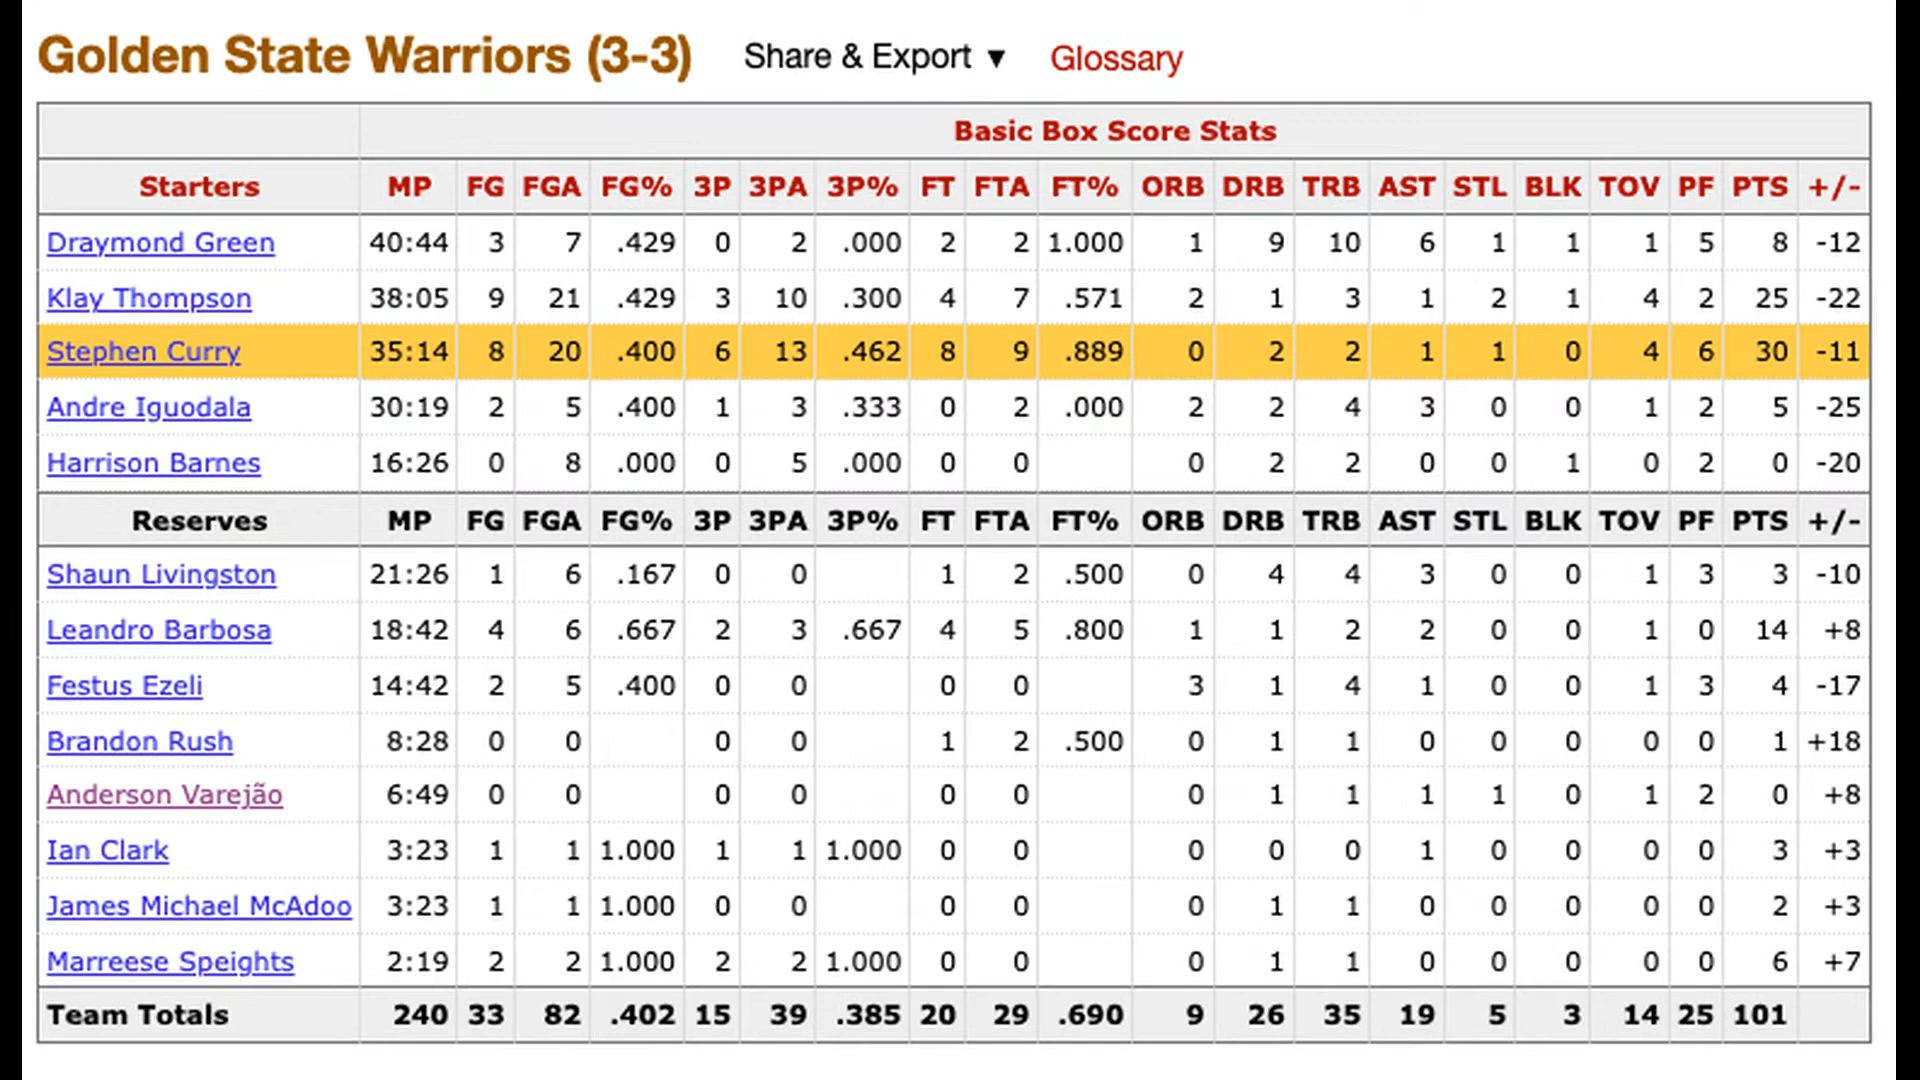 Golden State Warriors (3-3) Share & Export ▼ Glossary
Basic Box Score Stats
Starters MP FG FGA FG% 3P 3PA 3P% FT FTA FT% ORB DRB TRB AST STL BLK TOV PF PTS +/-
Draymond Green 40:44 3 7 .429 0 2 .000 2 2 1.000 1 9 10 6 1 1 1 5 8 -12
Klay Thompson 38:05 9 21 .429 3 10 .300 4 7 .571 2 1 3 1 2 1 4 2 25 -22
Stephen Curry 35:14 8 20 .400 6 13 .462 8 9 .889 0 2 2 1 1 0 4 6 30 -11
Andre Iguodala 30:19 2 5 .400 1 3 .333 0 2 .000 2 2 4 3 0 0 1 2 5 -25
Harrison Barnes 16:26 0 8 .000 0 5 .000 0 0 0 2 2 0 0 1 0 2 0 -20
Reserves MP FG FGA FG% 3P 3PA 3P% FT FTA FT% ORB DRB TRB AST STL BLK TOV PF PTS +/-
Shaun Livingston 21:26 1 6 .167 0 0 1 2 .500 0 4 4 3 0 0 1 3 3 -10
Leandro Barbosa 18:42 4 6 .667 2 3 .667 4 5 .800 1 1 2 2 0 0 1 0 14 +8
Festus Ezeli 14:42 2 5 .400 0 0 0 0 3 1 4 1 0 0 1 3 4 -17
Brandon Rush 8:28 0 0 0 0 1 2 .500 0 1 1 0 0 0 0 0 1 +18
Anderson Varejão 6:49 0 0 0 0 0 0 0 1 1 1 1 0 1 2 0 +8
Ian Clark 3:23 1 1 1.000 1 1 1.000 0 0 0 0 0 1 0 0 0 0 3 +3
James Michael McAdoo 3:23 1 1 1.000 0 0 0 0 0 1 1 0 0 0 0 0 2 +3
Marreese Speights 2:19 2 2 1.000 2 2 1.000 0 0 0 1 1 0 0 0 0 0 6 +7
Team Totals 240 33 82 .402 15 39 .385 20 29 .690 9 26 35 19 5 3 14 25 101